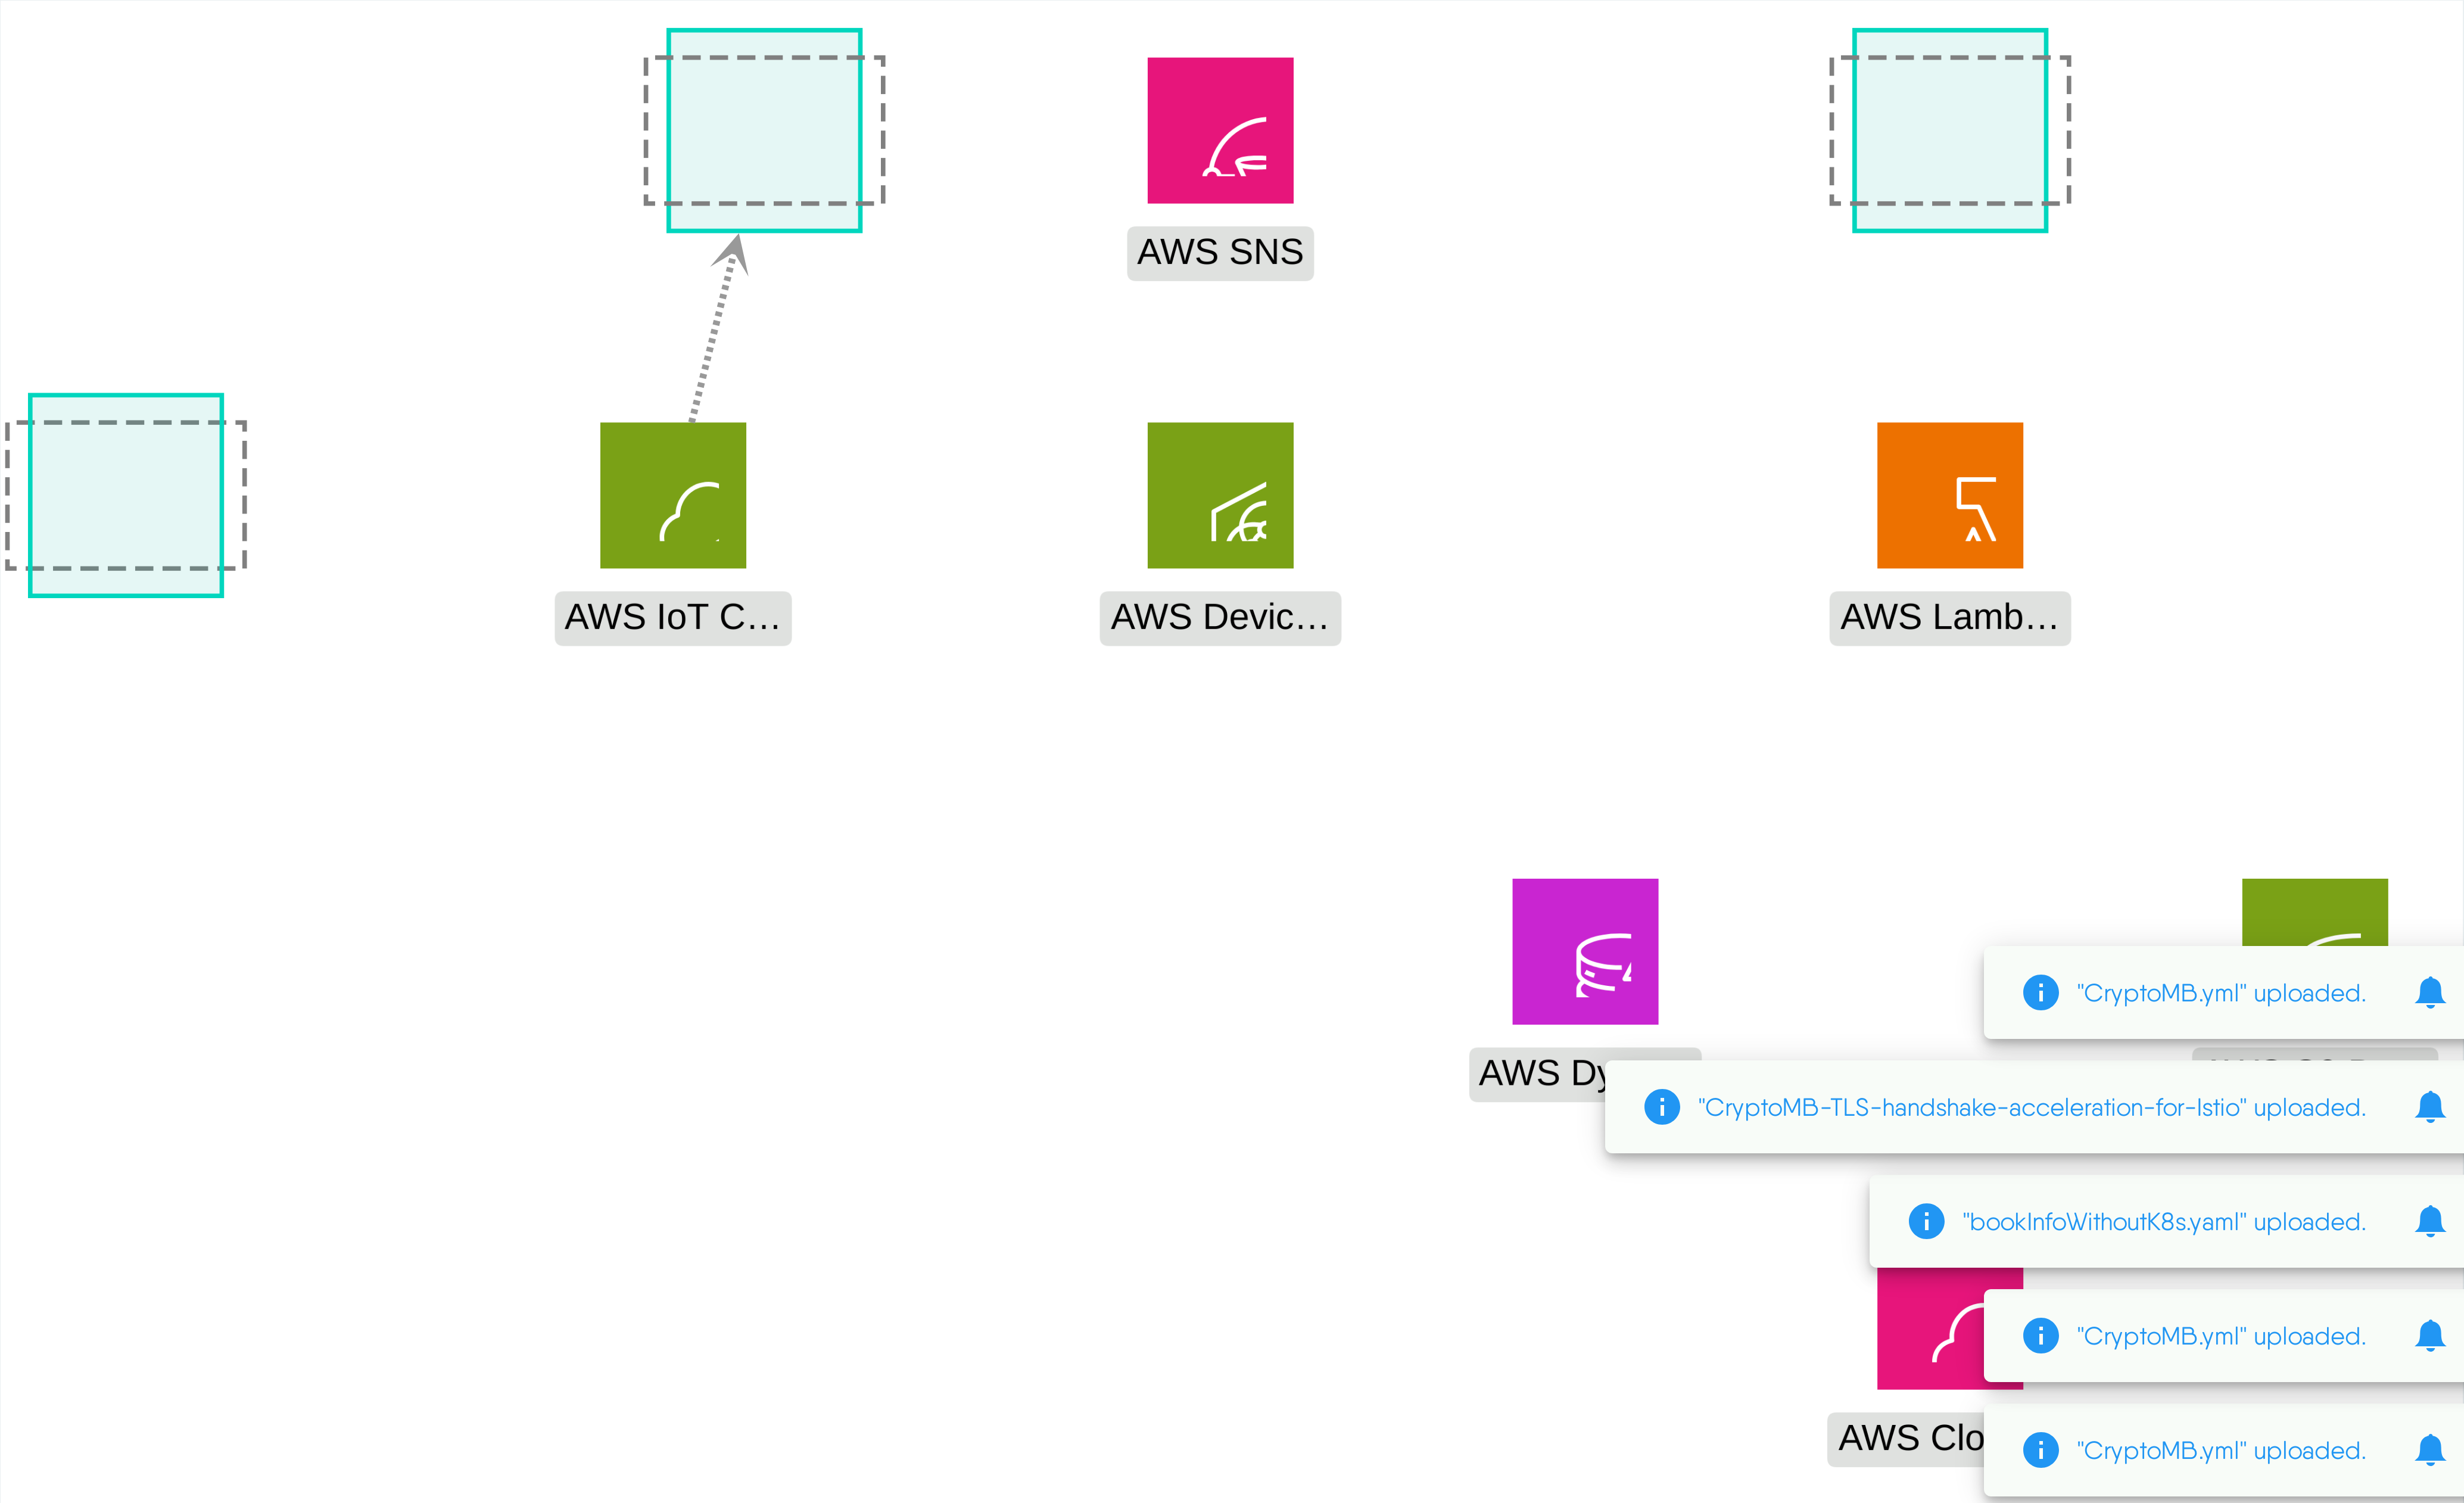 AWS SNS
AWS IoT C...
AWS Devic...
AWS Lamb...
"CryptoMB.yml" uploaded.
AWS
"CryptoMB-TLS-handshake-acceleration-for-Istio" uploaded.
"bookInfoWithoutK8s.yaml" uploaded.
"CryptoMB.yml" uploaded.
AWS Clo
"CryptoMB.yml" uploaded.